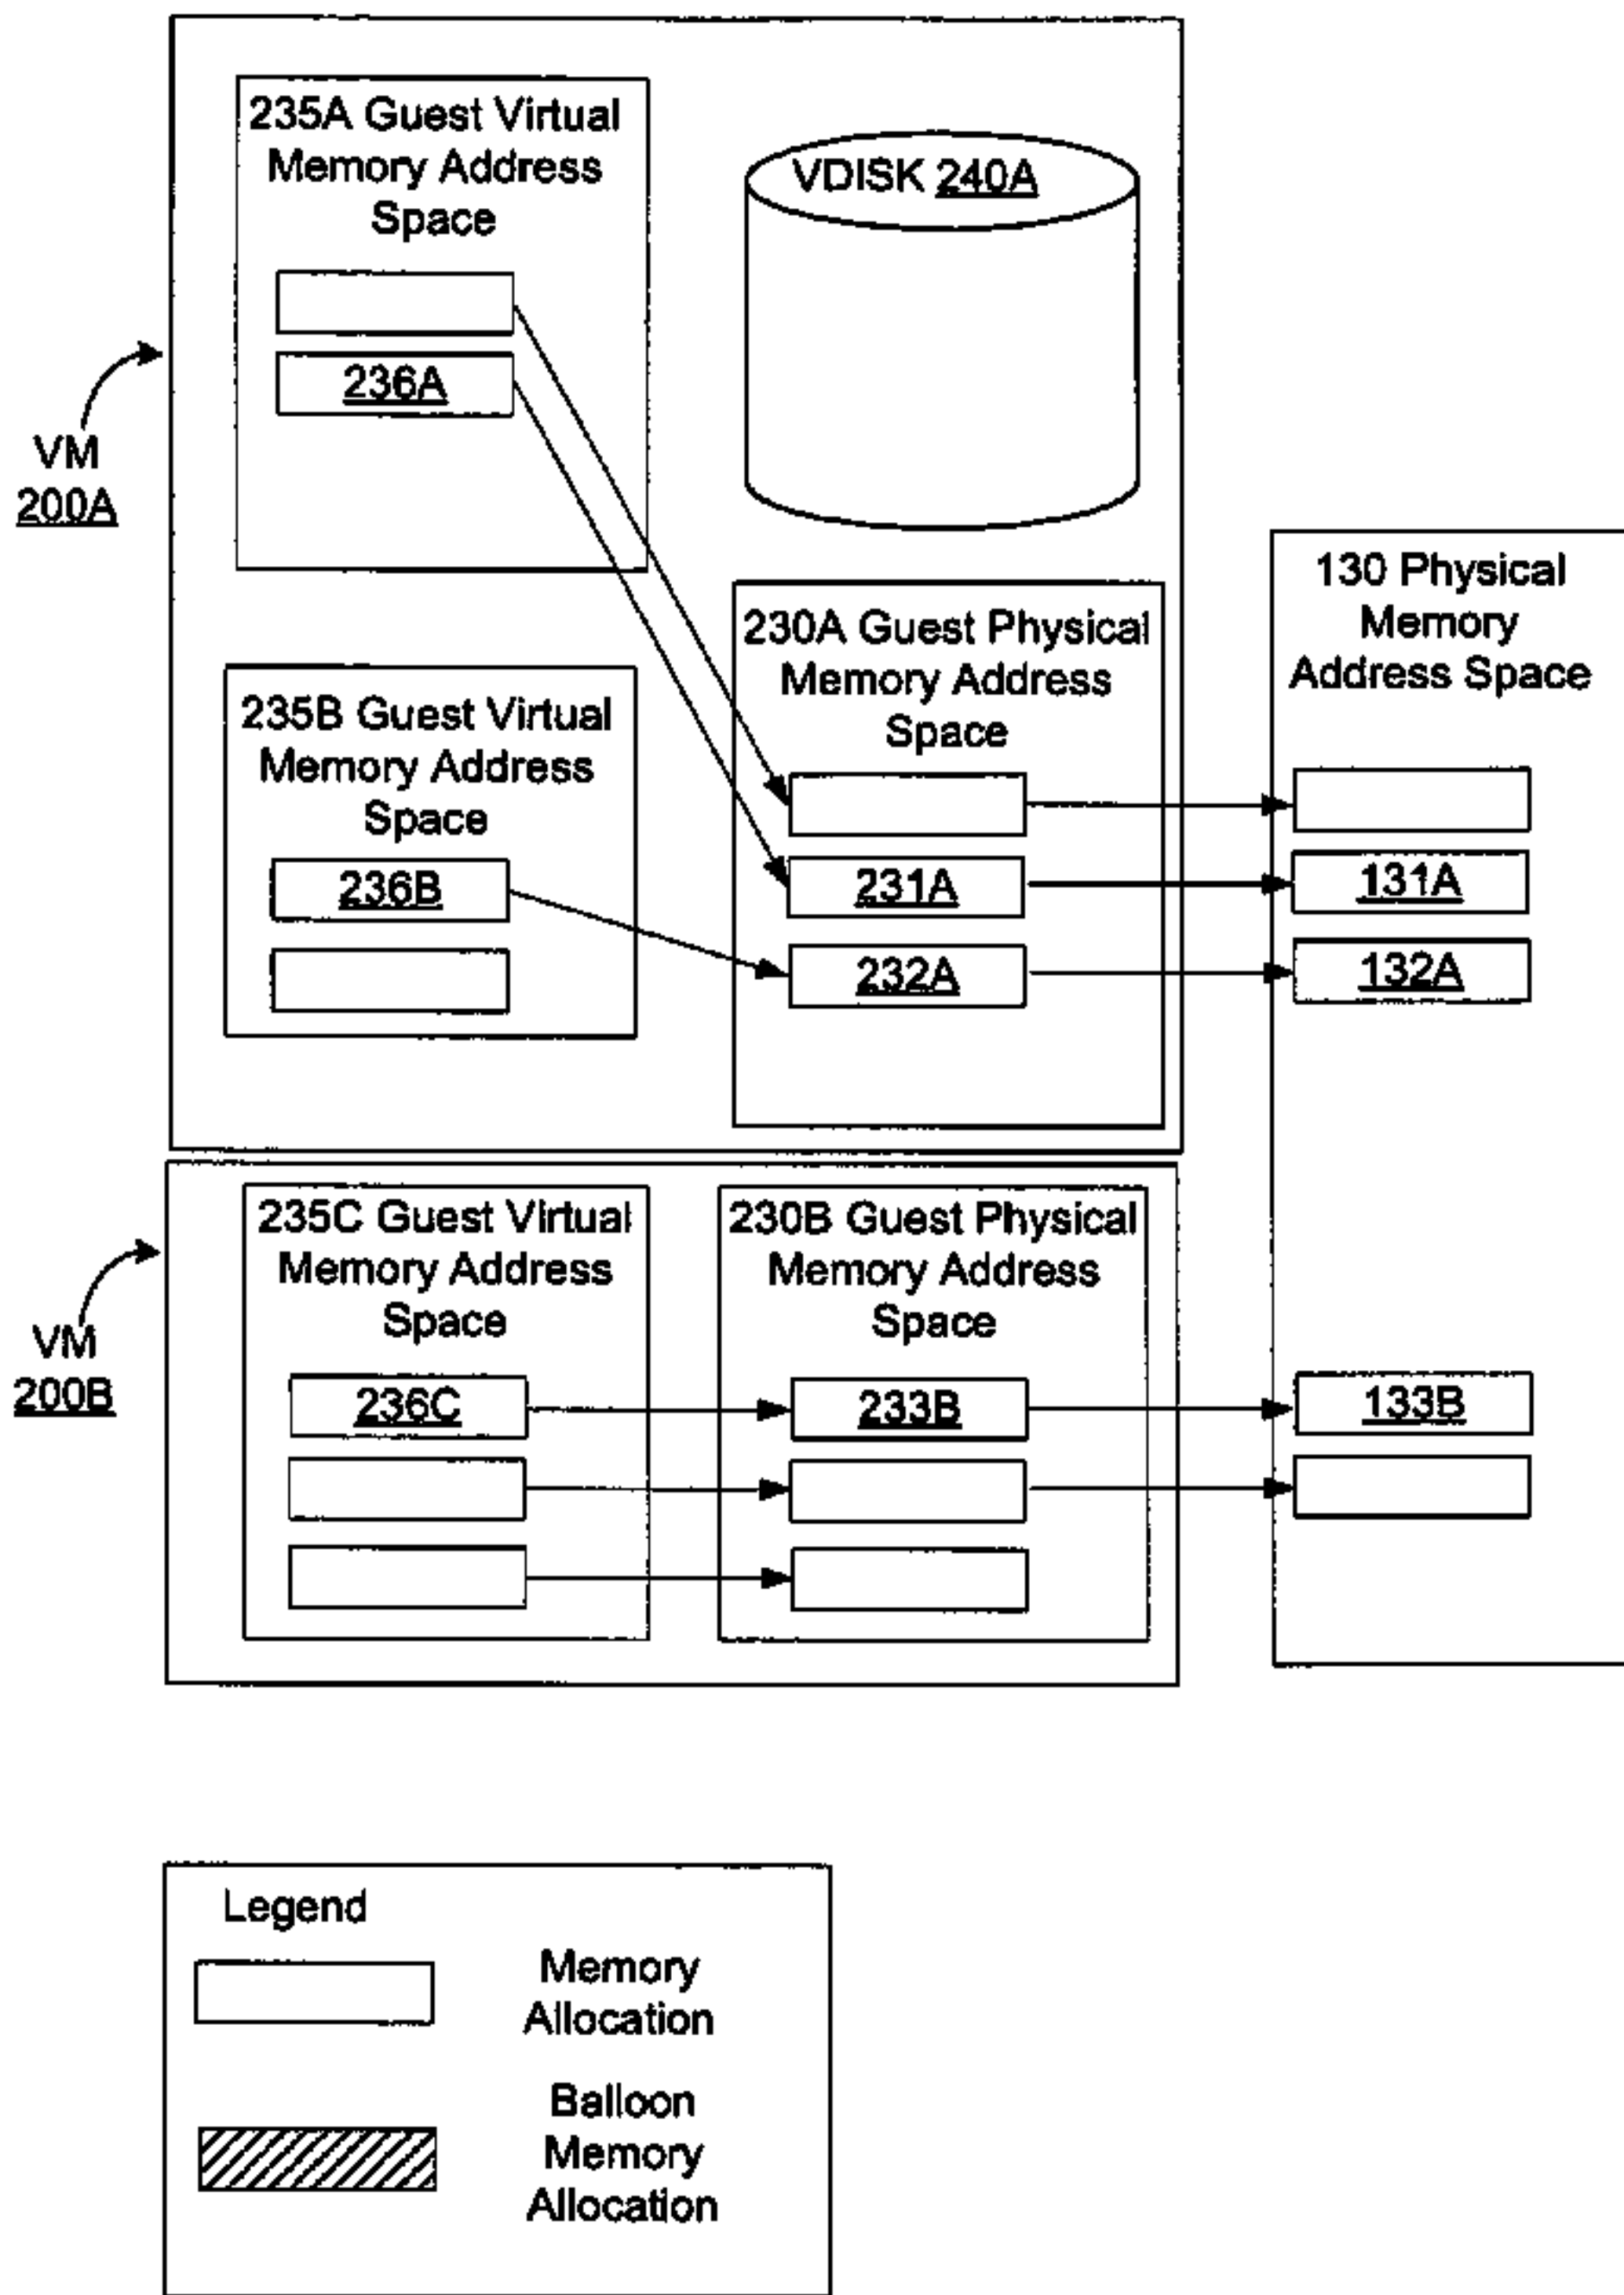 235A Guest Virtual
Memory Address
Space
VDISK 240A
236A
VM
200A
130 Physical
Memory
Address Space
230A Guest Physical
Memory Address
Space
235B Guest Virtual
Memory Address
Space
236B
231A
131A
232A
132A
235C Guest Virtual
Memory Address
Space
230B Guest Physical
Memory Address
Space
VM
200B
236C
233B
133B
Legend
Memory
Allocation
Balloon
Memory
Allocation